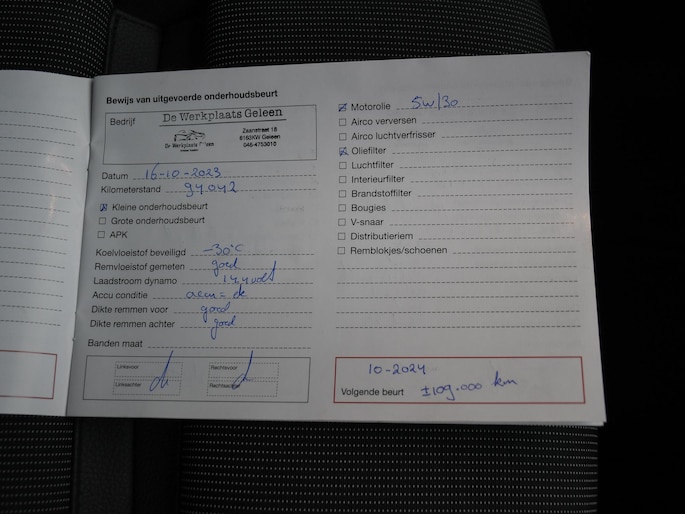 Bewijs van uitgevoerde onderhoudsbeurt
Bedrijf
De Werkplaats Geleen
De Werkplaats Geleen
Zaanstraat 18
6160KW Geleen
046-4753010
Datum 16-10-2023
Kilometerstand 94.042
Kleine onderhoudsbeurt
Grote onderhoudsbeurt
APK
Koelvloeistof beveiligd -30°C
Remvloeistof gemeten goed
Laadstroom dynamo 14,4 volt
Accu conditie accu = ok
Dikte remmen voor goed
Dikte remmen achter goed
Banden maat
Linksvoor
Rechtsvoor
Linksachter
Rechtsachter
Motorolie 5w/30
Airco verversen
Airco luchtverfrisser
Oliefilter
Luchtfilter
Interieurfilter
Brandstoffilter
Bougies
V-snaar
Distributieriem
Remblokjes/schoenen
10-2024
Volgende beurt ±109.000 km